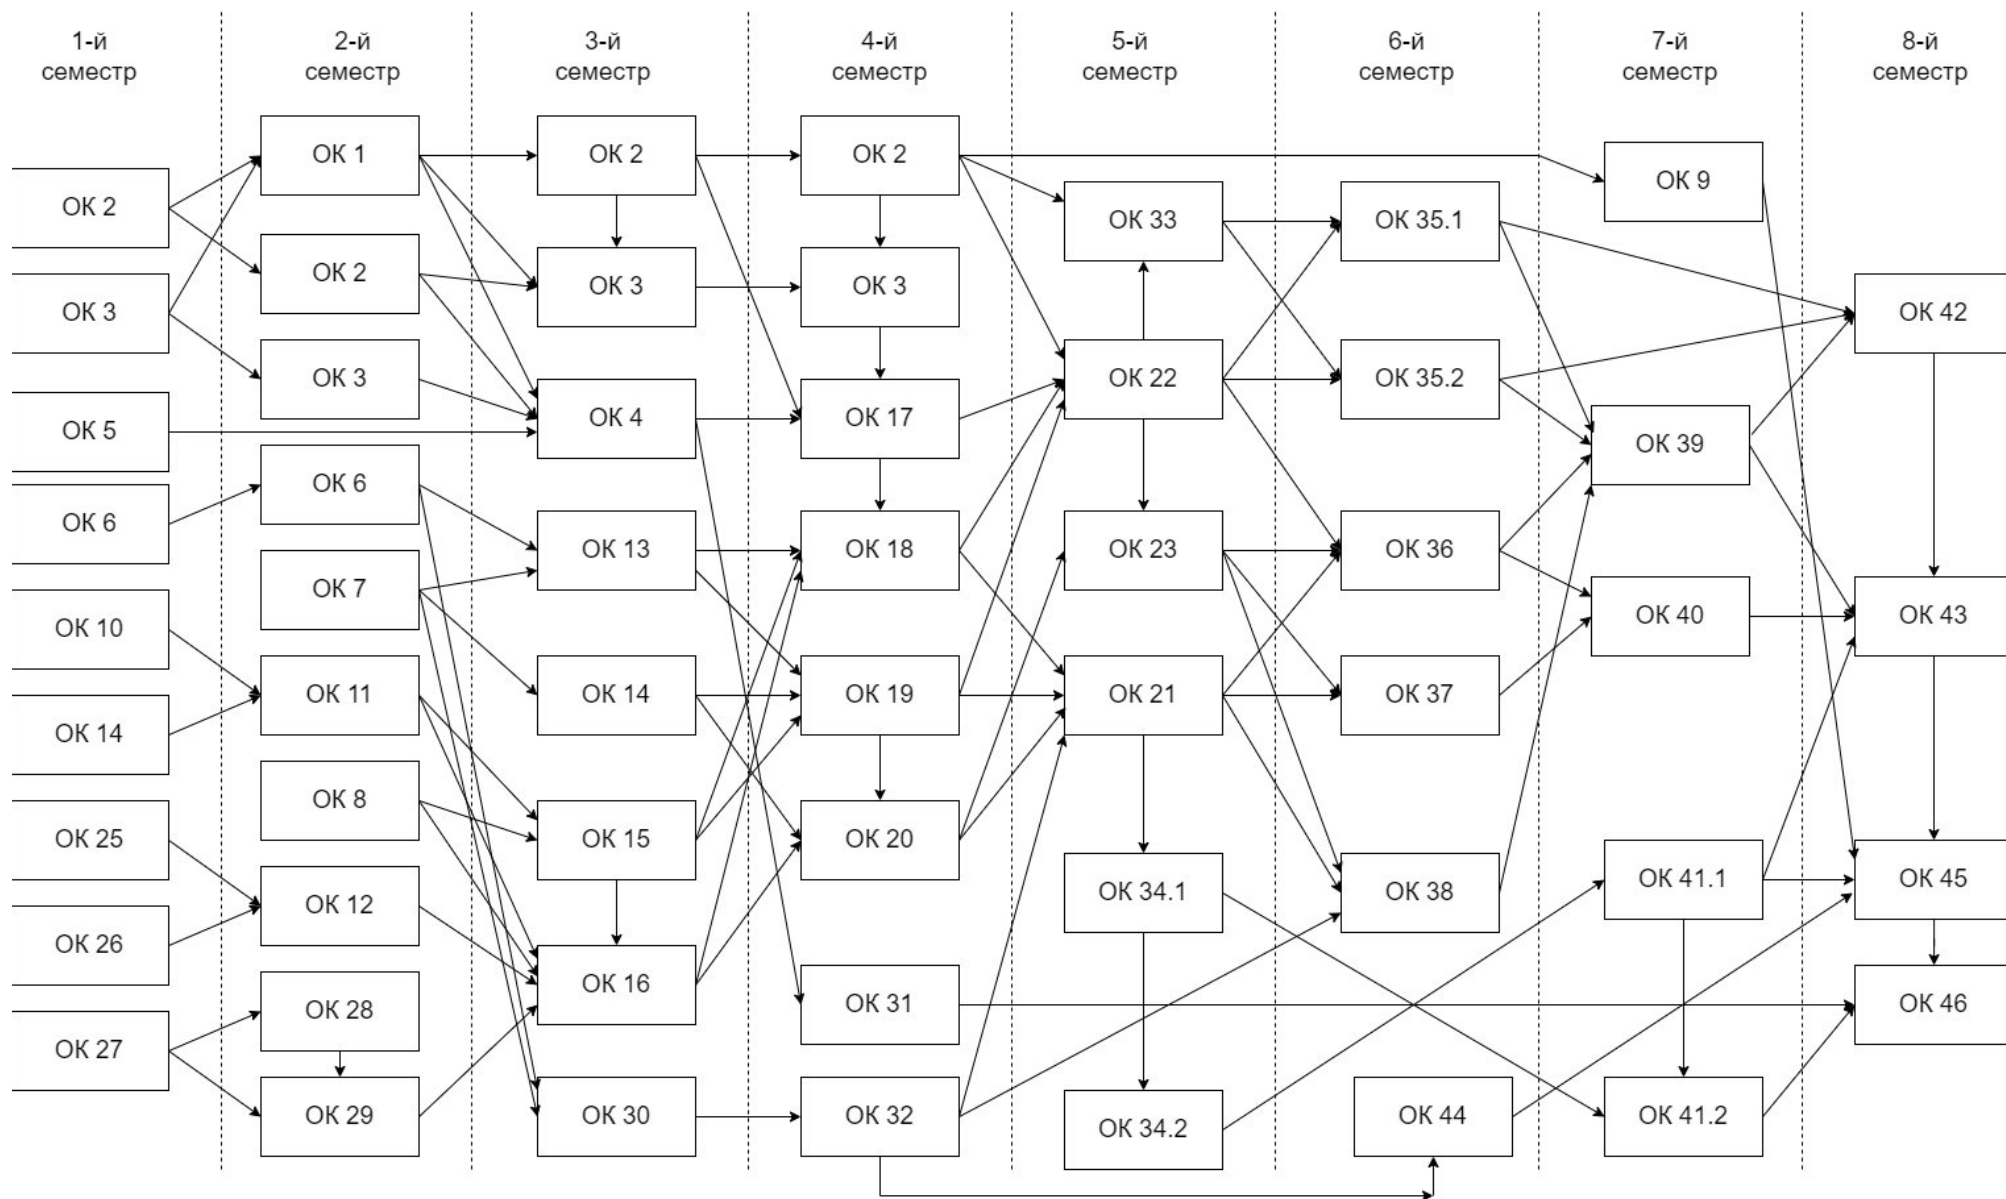 1-й
семестр
2-й
семестр
3-й
семестр
4-й
семестр
5-й
семестр
6-й
семестр
7-й
семестр
8-й
семестр
ОК 2
ОК 3
ОК 5
ОК 6
ОК 10
ОК 14
ОК 25
ОК 26
ОК 27
ОК 1
ОК 2
ОК 3
ОК 6
ОК 7
ОК 11
ОК 8
ОК 12
ОК 28
ОК 29
ОК 2
ОК 3
ОК 4
ОК 13
ОК 14
ОК 15
ОК 16
ОК 30
ОК 2
ОК 3
ОК 17
ОК 18
ОК 19
ОК 20
ОК 31
ОК 32
ОК 33
ОК 22
ОК 23
ОК 21
ОК 34.1
ОК 34.2
ОК 35.1
ОК 35.2
ОК 36
ОК 37
ОК 38
ОК 44
ОК 9
ОК 39
ОК 40
ОК 41.1
ОК 41.2
ОК 42
ОК 43
ОК 45
ОК 46